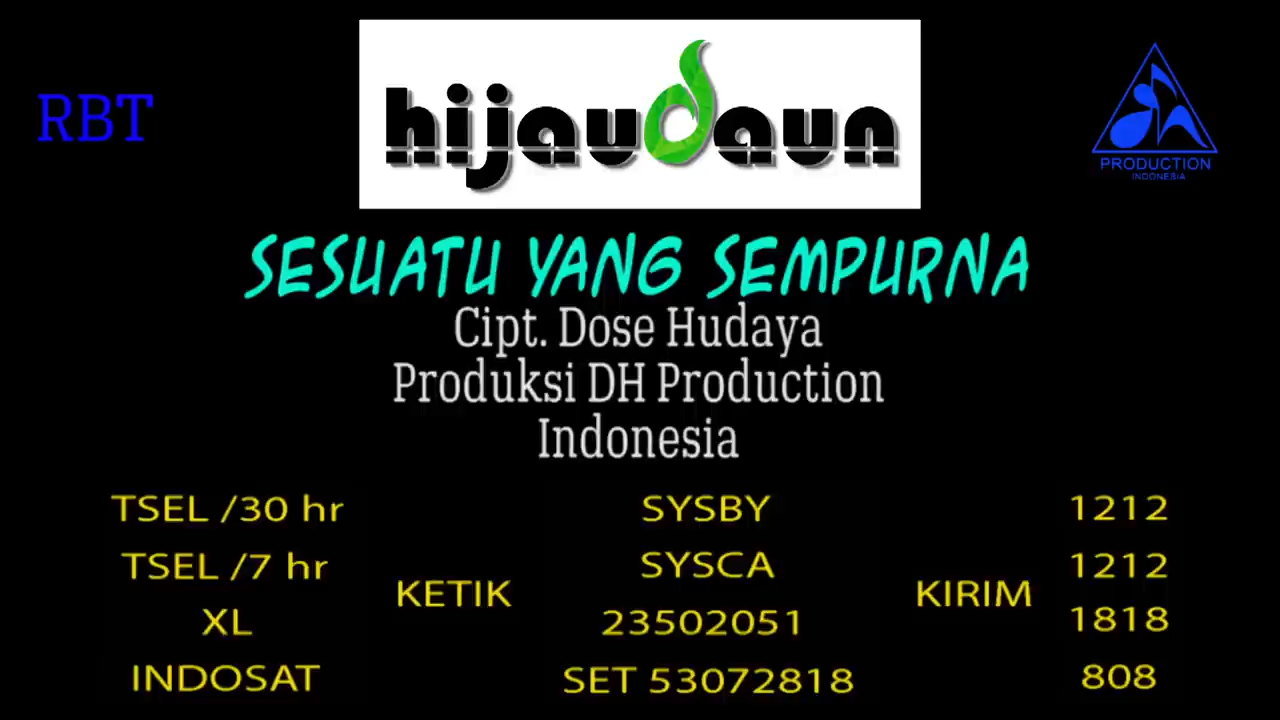 RBT
hijaudaun
PRODUCTION
INDONESIA
SESUATU YANG SEMPURNA
Cipt. Dose Hudaya
Produksi DH Production
Indonesia
TSEL /30 hr SYSBY 1212
TSEL /7 hr SYSCA 1212
KETIK KIRIM
XL 23502051 1818
INDOSAT SET 53072818 808